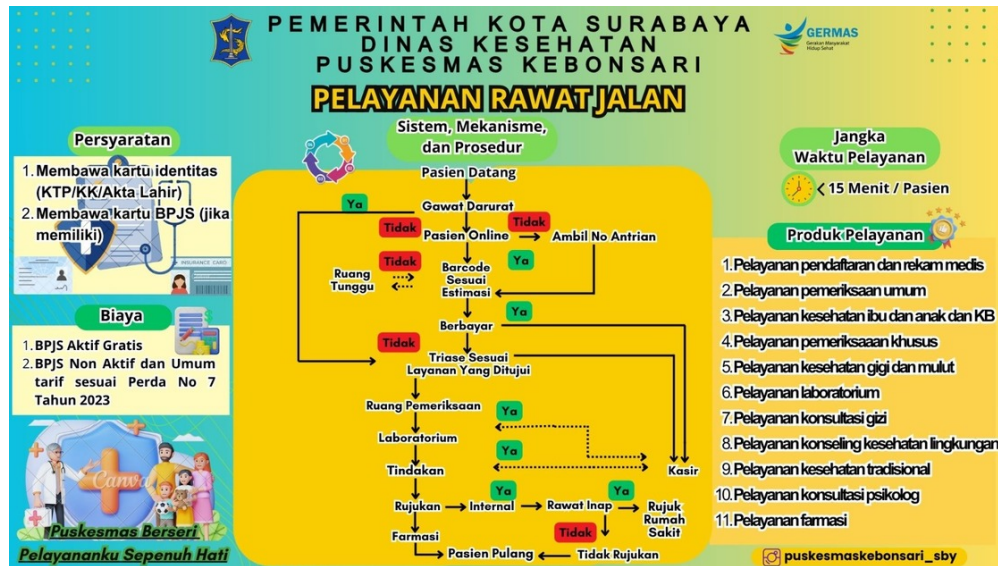 PEMERINTAH KOTA SURABAYA
DINAS KESEHATAN
PUSKESMAS KEBONSARI
GERMAS
Gerakan Masyarakat
Hidup Sehat
PELAYANAN RAWAT JALAN
Persyaratan
1. Membawa kartu identitas
(KTP/KK/Akta Lahir)
2. Membawa kartu BPJS (jika
memiliki)
INSURANCE CARD
Biaya
1. BPJS Aktif Gratis
2. BPJS Non Aktif dan Umum
tarif sesuai Perda No 7
Tahun 2023
Canva
Puskesmas Berseri
Pelayananku Sepenuh Hati
Sistem, Mekanisme,
dan Prosedur
Pasien Datang
Ya
Gawat Darurat
Tidak
Tidak
Pasien Online
Ambil No Antrian
Tidak
Ya
Ruang
Tunggu
Barcode
Sesuai
Estimasi
Ya
Berbayar
Tidak
Triase Sesuai
Layanan Yang Ditujui
Ruang Pemeriksaan
Ya
Laboratorium
Ya
Tindakan
Kasir
Ya
Ya
Rujukan
Internal
Rawat Inap
Rujuk
Rumah
Sakit
Tidak
Farmasi
Pasien Pulang
Tidak Rujukan
Jangka
Waktu Pelayanan
15 Menit / Pasien
Produk Pelayanan
1. Pelayanan pendaftaran dan rekam medis
2. Pelayanan pemeriksaan umum
3. Pelayanan kesehatan ibu dan anak dan KB
4. Pelayanan pemeriksaaan khusus
5. Pelayanan kesehatan gigi dan mulut
6. Pelayanan laboratorium
7. Pelayanan konsultasi gizi
8. Pelayanan konseling kesehatan lingkungan
9. Pelayanan kesehatan tradisional
10. Pelayanan konsultasi psikolog
11. Pelayanan farmasi
puskesmaskebonsari_sby